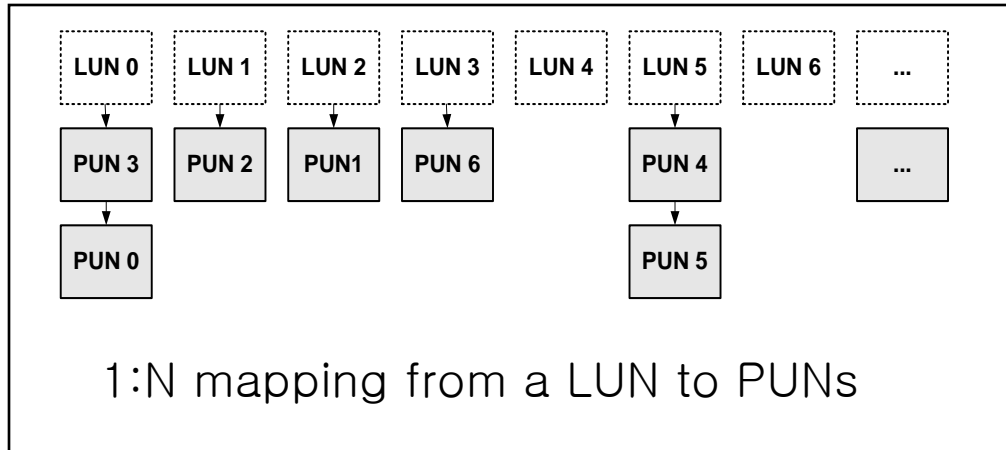 LUN 0 LUN 1 LUN 2 LUN 3 LUN 4 LUN 5 LUN 6 ...
PUN 3 PUN 2 PUN1 PUN 6 PUN 4 ...
PUN 0 PUN 5
1:N mapping from a LUN to PUNs